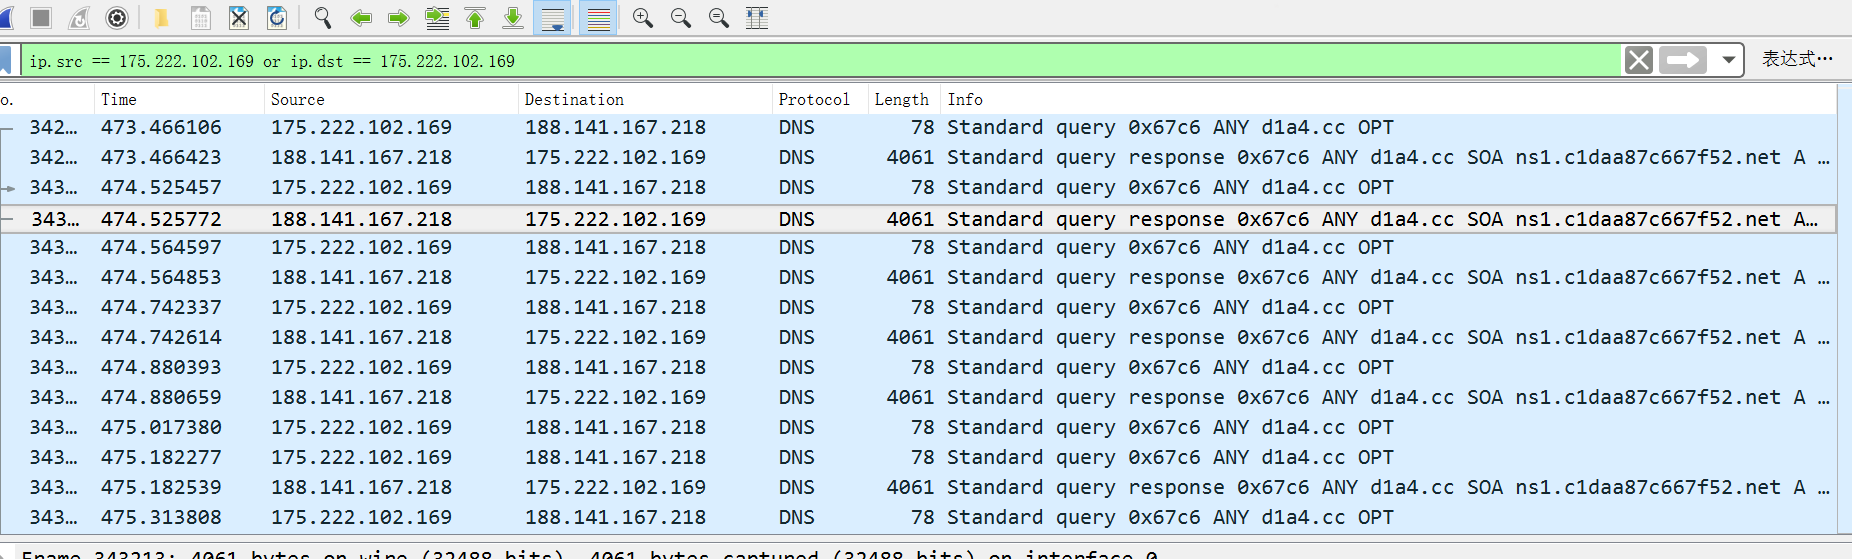 ip.src == 175.222.102.169 or ip.dst == 175.222.102.169 表达式…
o. Time Source Destination Protocol Length Info
342… 473.466106 175.222.102.169 188.141.167.218 DNS 78 Standard query 0x67c6 ANY d1a4.cc OPT
342… 473.466423 188.141.167.218 175.222.102.169 DNS 4061 Standard query response 0x67c6 ANY d1a4.cc SOA ns1.c1daa87c667f52.net A …
343… 474.525457 175.222.102.169 188.141.167.218 DNS 78 Standard query 0x67c6 ANY d1a4.cc OPT
343… 474.525772 188.141.167.218 175.222.102.169 DNS 4061 Standard query response 0x67c6 ANY d1a4.cc SOA ns1.c1daa87c667f52.net A…
343… 474.564597 175.222.102.169 188.141.167.218 DNS 78 Standard query 0x67c6 ANY d1a4.cc OPT
343… 474.564853 188.141.167.218 175.222.102.169 DNS 4061 Standard query response 0x67c6 ANY d1a4.cc SOA ns1.c1daa87c667f52.net A …
343… 474.742337 175.222.102.169 188.141.167.218 DNS 78 Standard query 0x67c6 ANY d1a4.cc OPT
343… 474.742614 188.141.167.218 175.222.102.169 DNS 4061 Standard query response 0x67c6 ANY d1a4.cc SOA ns1.c1daa87c667f52.net A …
343… 474.880393 175.222.102.169 188.141.167.218 DNS 78 Standard query 0x67c6 ANY d1a4.cc OPT
343… 474.880659 188.141.167.218 175.222.102.169 DNS 4061 Standard query response 0x67c6 ANY d1a4.cc SOA ns1.c1daa87c667f52.net A …
343… 475.017380 175.222.102.169 188.141.167.218 DNS 78 Standard query 0x67c6 ANY d1a4.cc OPT
343… 475.182277 175.222.102.169 188.141.167.218 DNS 78 Standard query 0x67c6 ANY d1a4.cc OPT
343… 475.182539 188.141.167.218 175.222.102.169 DNS 4061 Standard query response 0x67c6 ANY d1a4.cc SOA ns1.c1daa87c667f52.net A …
343… 475.313808 175.222.102.169 188.141.167.218 DNS 78 Standard query 0x67c6 ANY d1a4.cc OPT
Frame 343213: 4061 bytes on wire (32488 bits), 4061 bytes captured (32488 bits) on interface 0